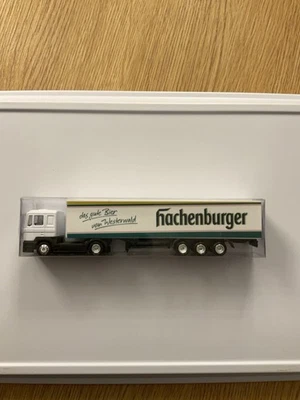 das gute Bier
vom Westerwald
Hachenburger